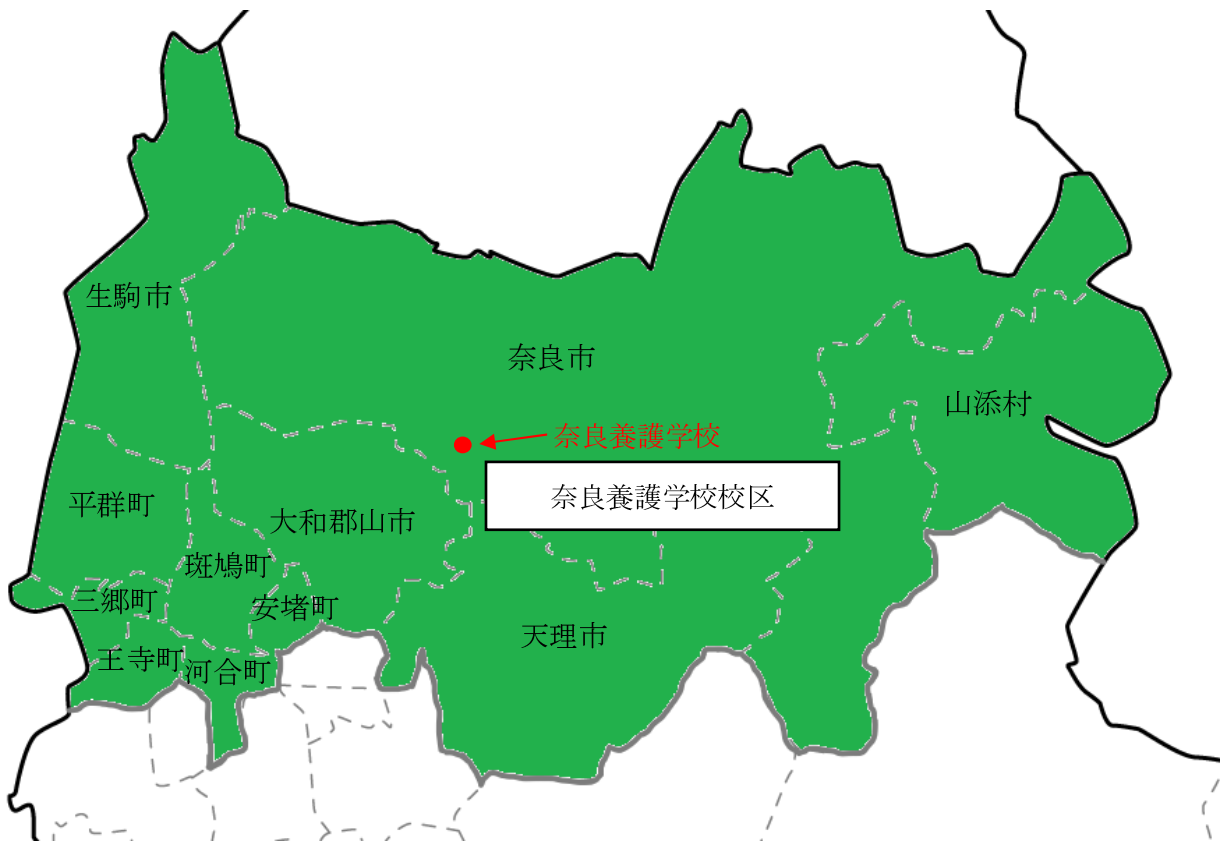 生駒市
奈良市
山添村
奈良養護学校
奈良養護学校校区
平群町
大和郡山市
斑鳩町
三郷町
安堵町
天理市
王寺町
河合町